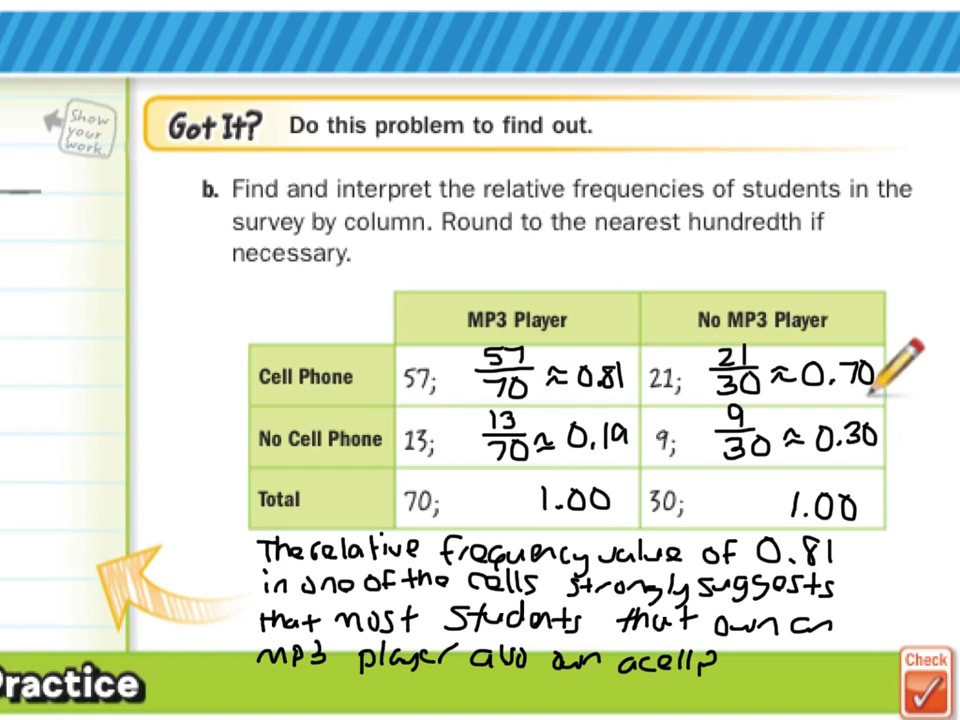 Show
your
work.
Got It? Do this problem to find out.
b. Find and interpret the relative frequencies of students in the
survey by column. Round to the nearest hundredth if
necessary.
MP3 Player No MP3 Player
Cell Phone 57; 57/70 ≈ 0.81 21; 21/30 ≈ 0.70
No Cell Phone 13; 13/70 ≈ 0.19 9; 9/30 ≈ 0.30
Total 70; 1.00 30; 1.00
The relative frequency value of 0.81
in one of the cells strongly suggests
that most students that own an
MP3 player also own a cell p
Practice
Check